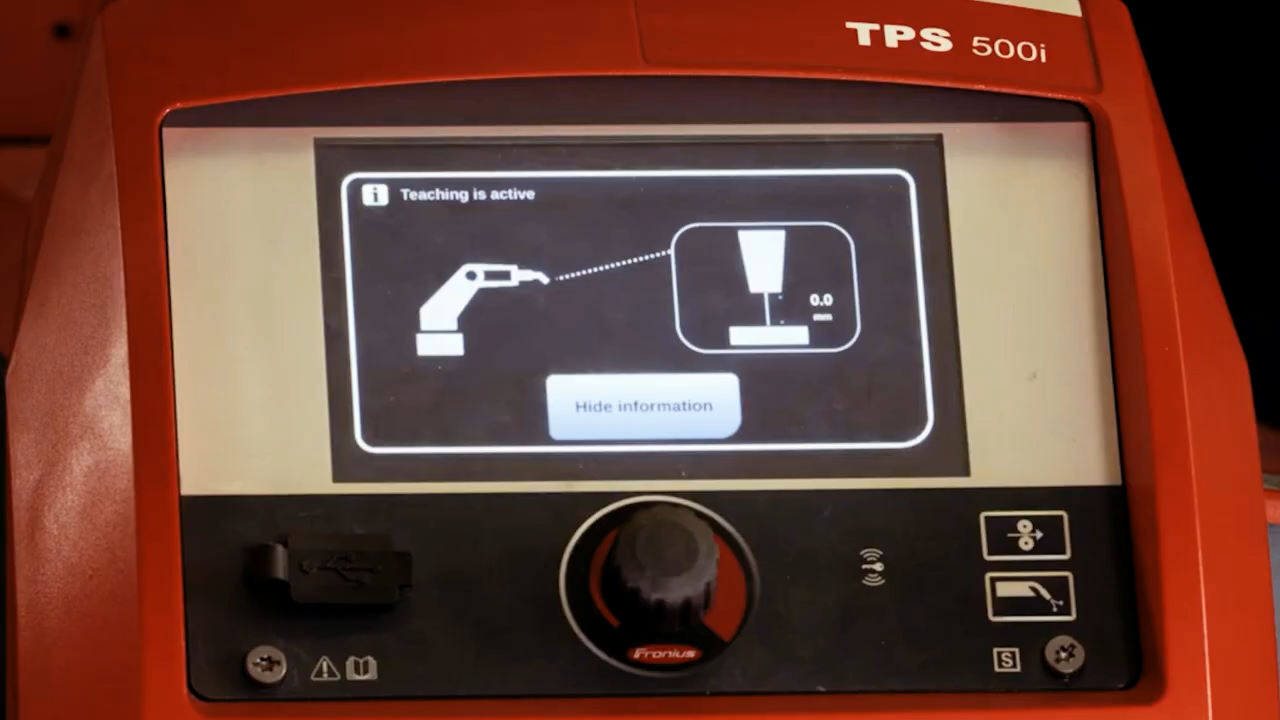 TPS 500i
i Teaching is active
0.0
mm
Hide information
Fronius
S